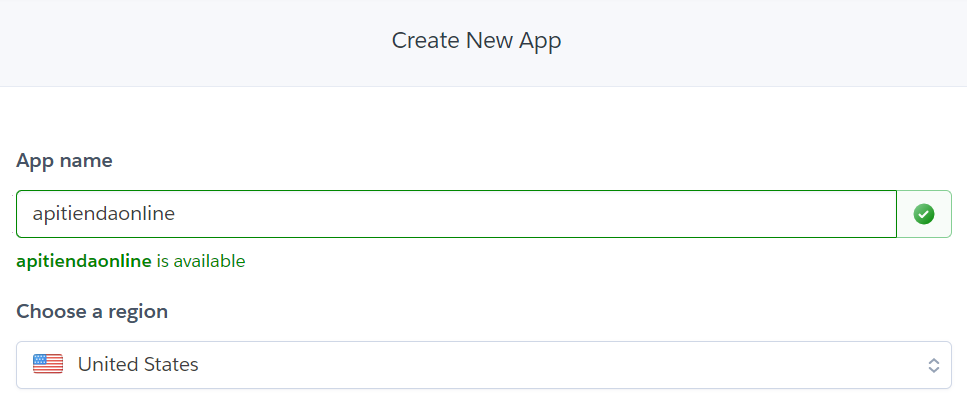 Create New App
App name
apitiendaonline
apitiendaonline is available
Choose a region
United States